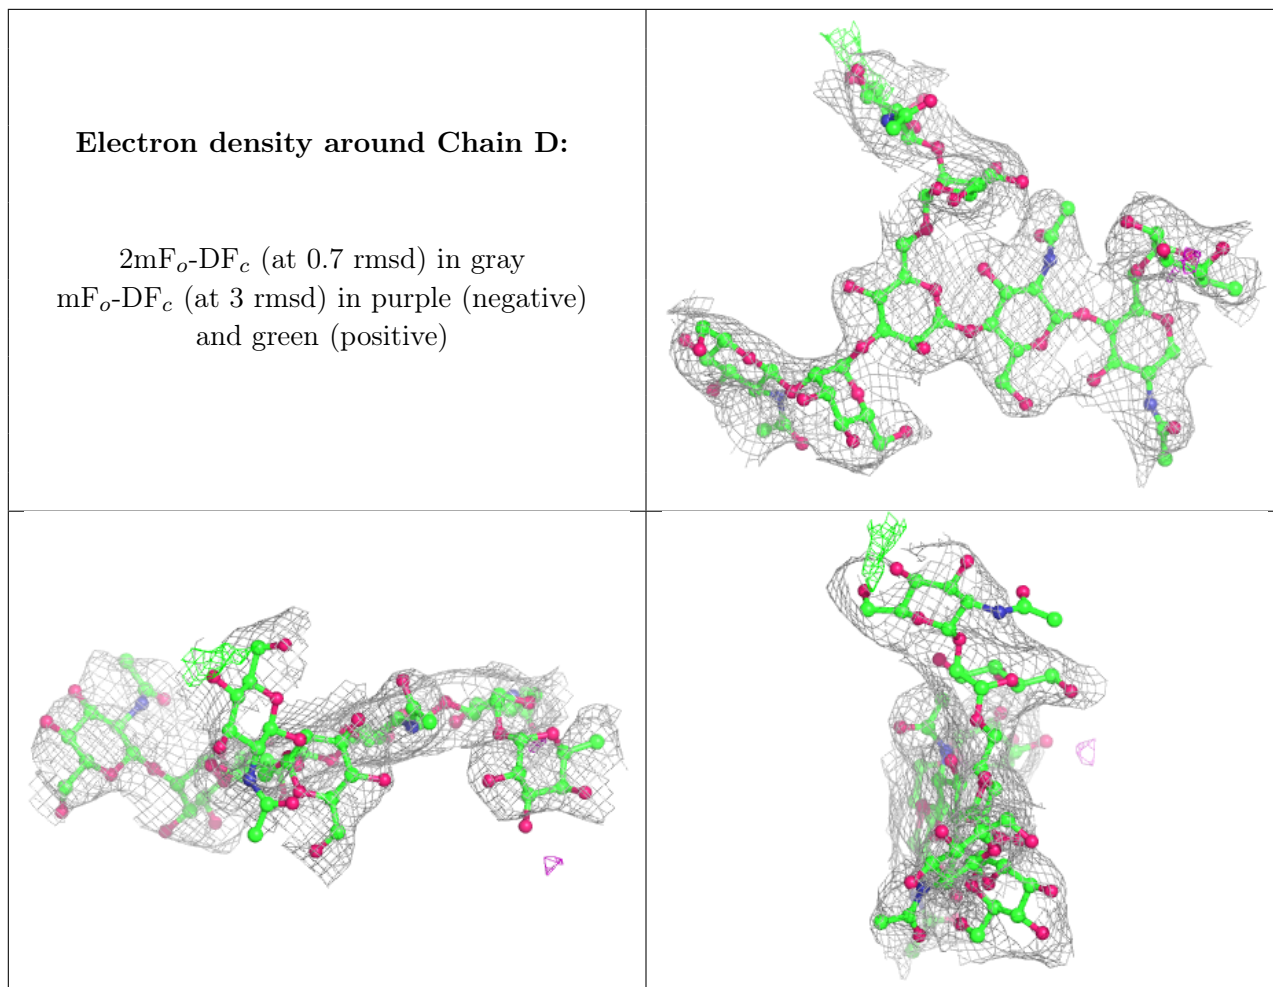 Electron density around Chain D:
2mFo-DFc (at 0.7 rmsd) in gray
mFo-DFc (at 3 rmsd) in purple (negative)
and green (positive)